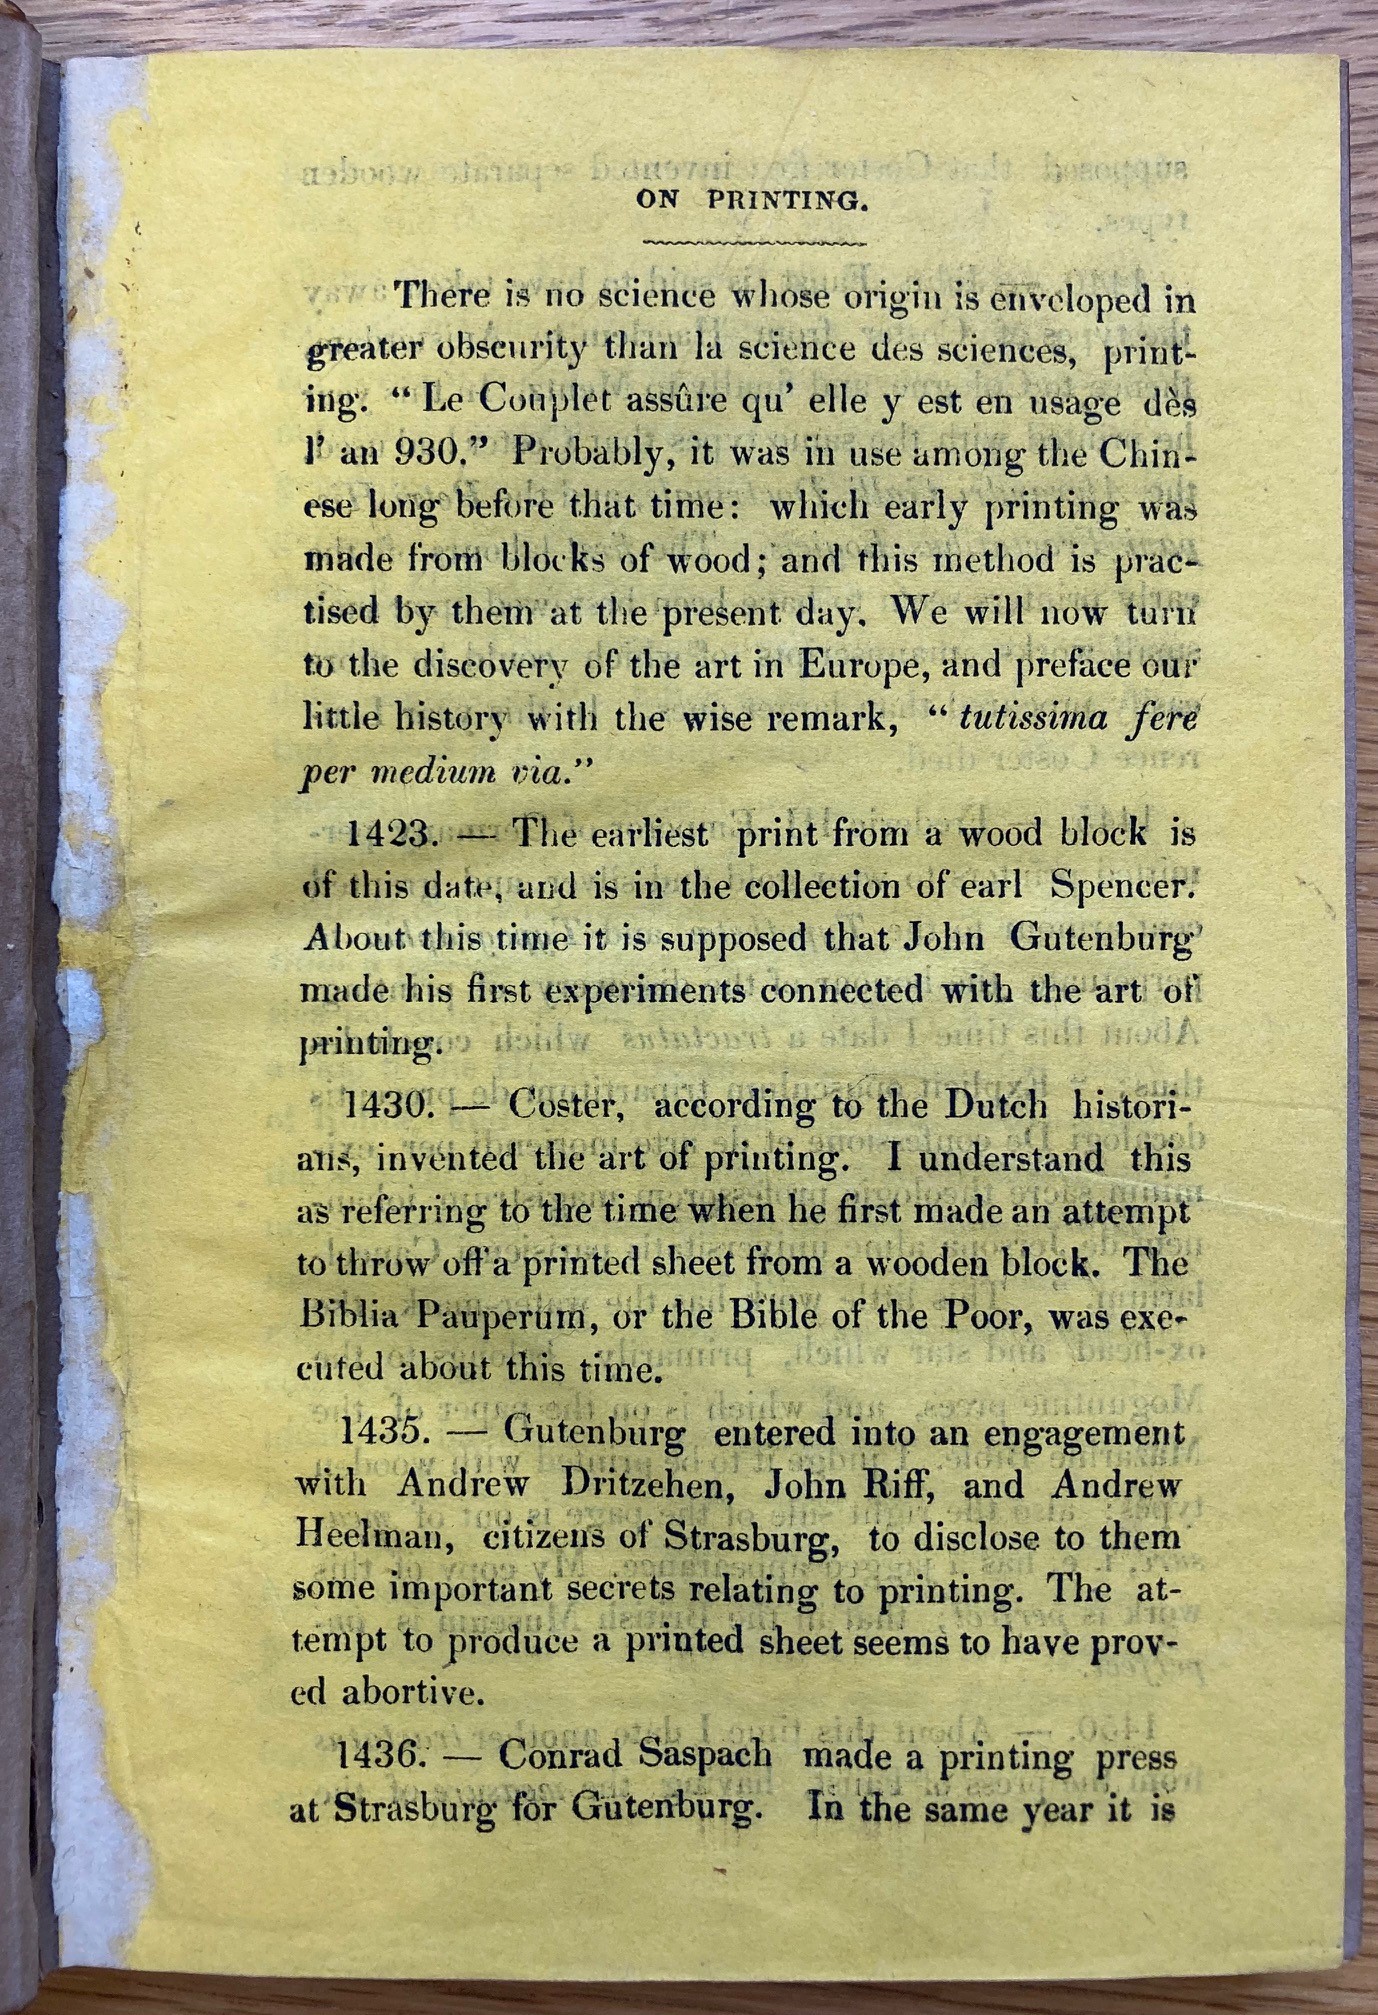 ON PRINTING.
There is no science whose origin is enveloped in
greater obscurity than la science des sciences, print-
ing. “ Le Couplet assûre qu’ elle y est en usage dès
l’ an 930.” Probably, it was in use among the Chin-
ese long before that time: which early printing was
made from blocks of wood; and this method is prac-
tised by them at the present day. We will now turn
to the discovery of the art in Europe, and preface our
little history with the wise remark, “ tutissima fere
per medium via.”
1423. — The earliest print from a wood block is
of this date, and is in the collection of earl Spencer.
About this time it is supposed that John Gutenburg
made his first experiments connected with the art of
printing.
1430. — Coster, according to the Dutch histori-
ans, invented the art of printing. I understand this
as referring to the time when he first made an attempt
to throw off a printed sheet from a wooden block. The
Biblia Pauperum, or the Bible of the Poor, was exe-
cuted about this time.
1435. — Gutenburg entered into an engagement
with Andrew Dritzehen, John Riff, and Andrew
Heelman, citizens of Strasburg, to disclose to them
some important secrets relating to printing. The at-
tempt to produce a printed sheet seems to have prov-
ed abortive.
1436. — Conrad Saspach made a printing press
at Strasburg for Gutenburg. In the same year it is